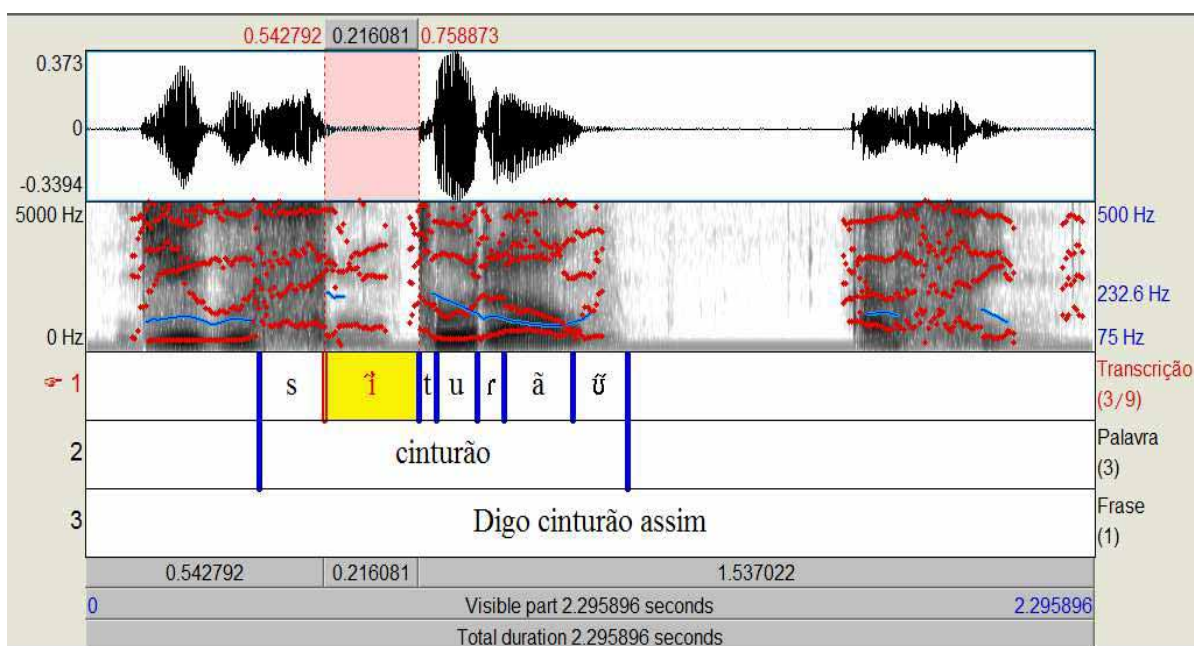 0.542792 0.216081 0.758873
0.373
0
-0.3394
5000 Hz 500 Hz
232.6 Hz
0 Hz 75 Hz
1 s ĩ t u ɾ ã ʊ̃ Transcrição
(3/9)
2 cinturão Palavra
(3)
3 Digo cinturão assim Frase
(1)
0.542792 0.216081 1.537022
0 Visible part 2.295896 seconds 2.295896
Total duration 2.295896 seconds